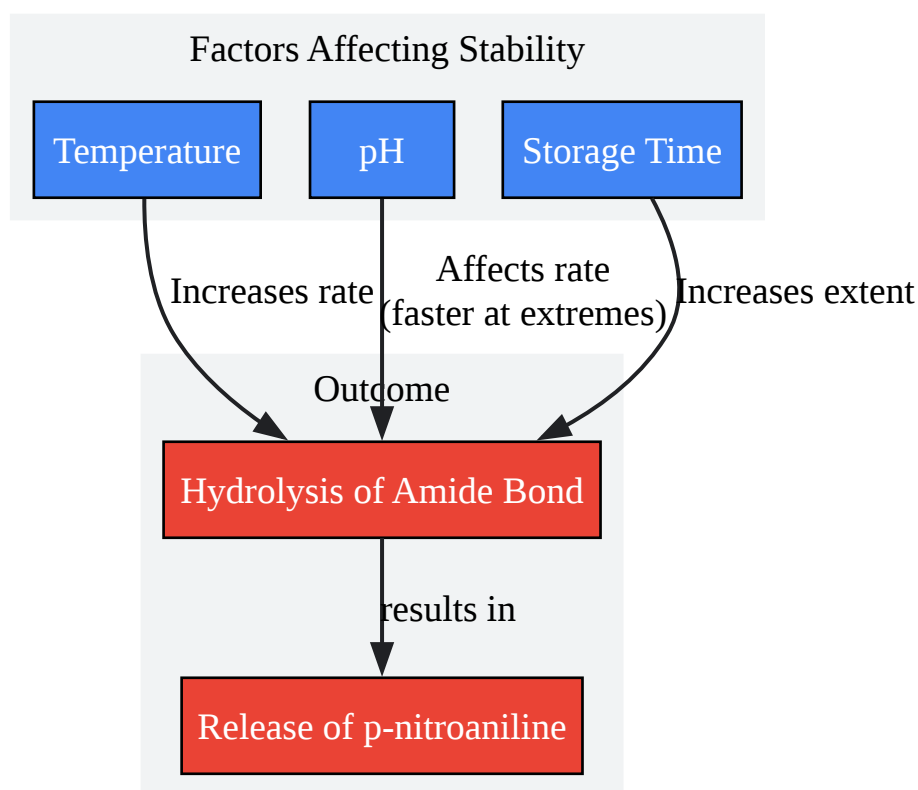 Factors Affecting Stability
Temperature
pH
Storage Time
Increases rate
Affects rate
(faster at extremes)
Increases extent
Outcome
Hydrolysis of Amide Bond
results in
Release of p-nitroaniline